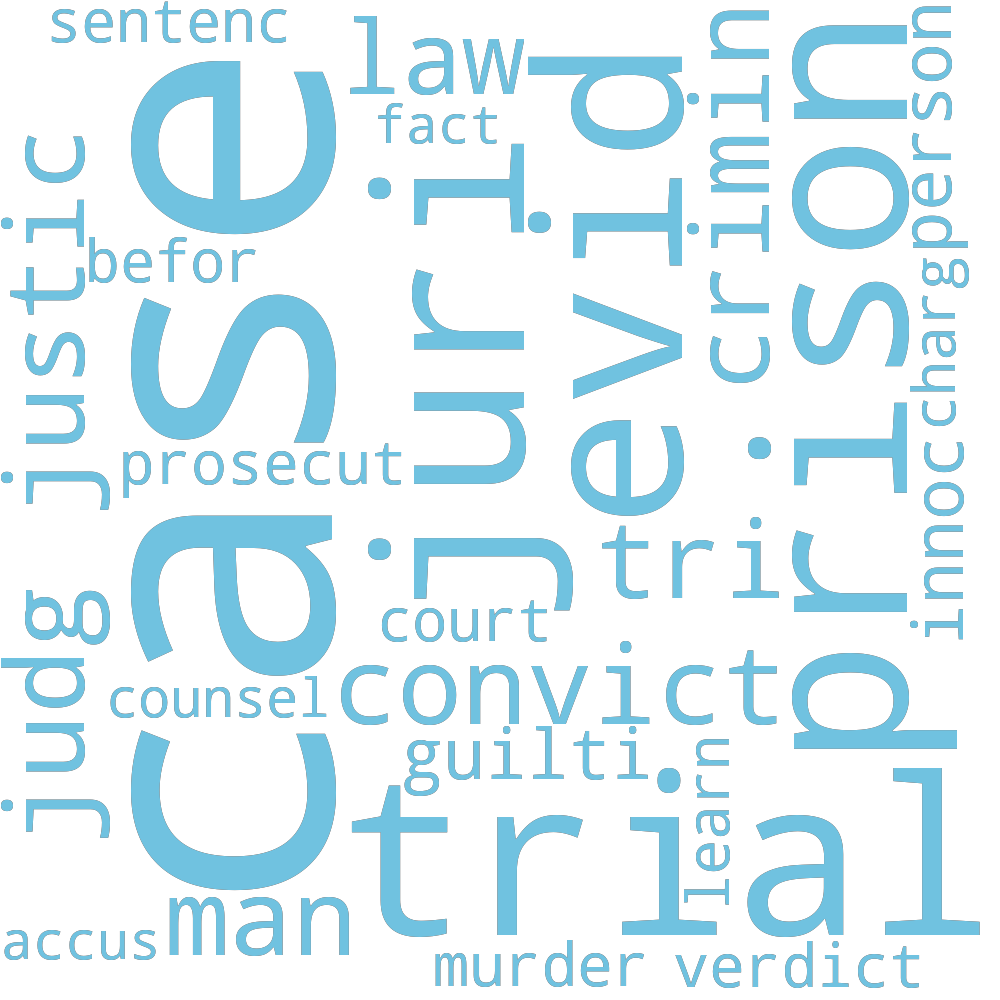 sentenc
law
fact
justic
befor
case
juri
evid
crimin
prison
person
charg
innoc
prosecut
tri
court
judg
counsel
convict
guilti
learn
trial
man
accus
murder
verdict